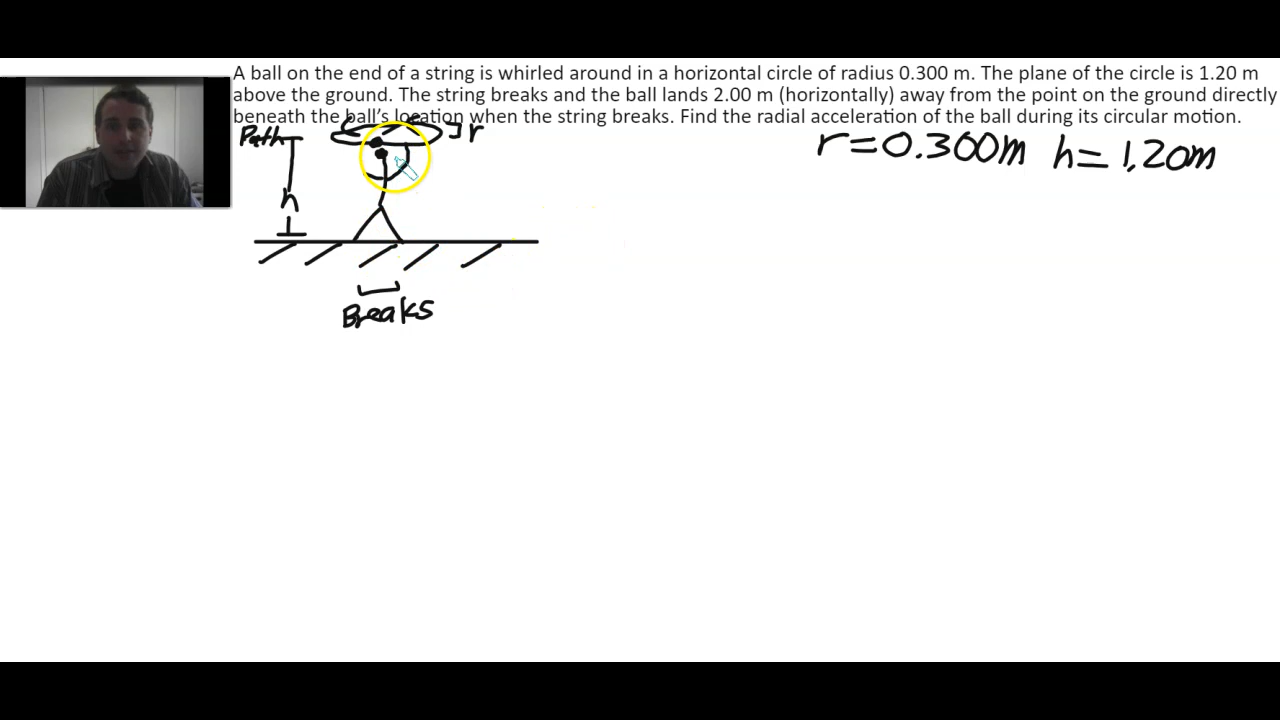 A ball on the end of a string is whirled around in a horizontal circle of radius 0.300 m. The plane of the circle is 1.20 m
above the ground. The string breaks and the ball lands 2.00 m (horizontally) away from the point on the ground directly
beneath the ball's location when the string breaks. Find the radial acceleration of the ball during its circular motion.
Path r r=0.300m h=1.20m
h
Breaks